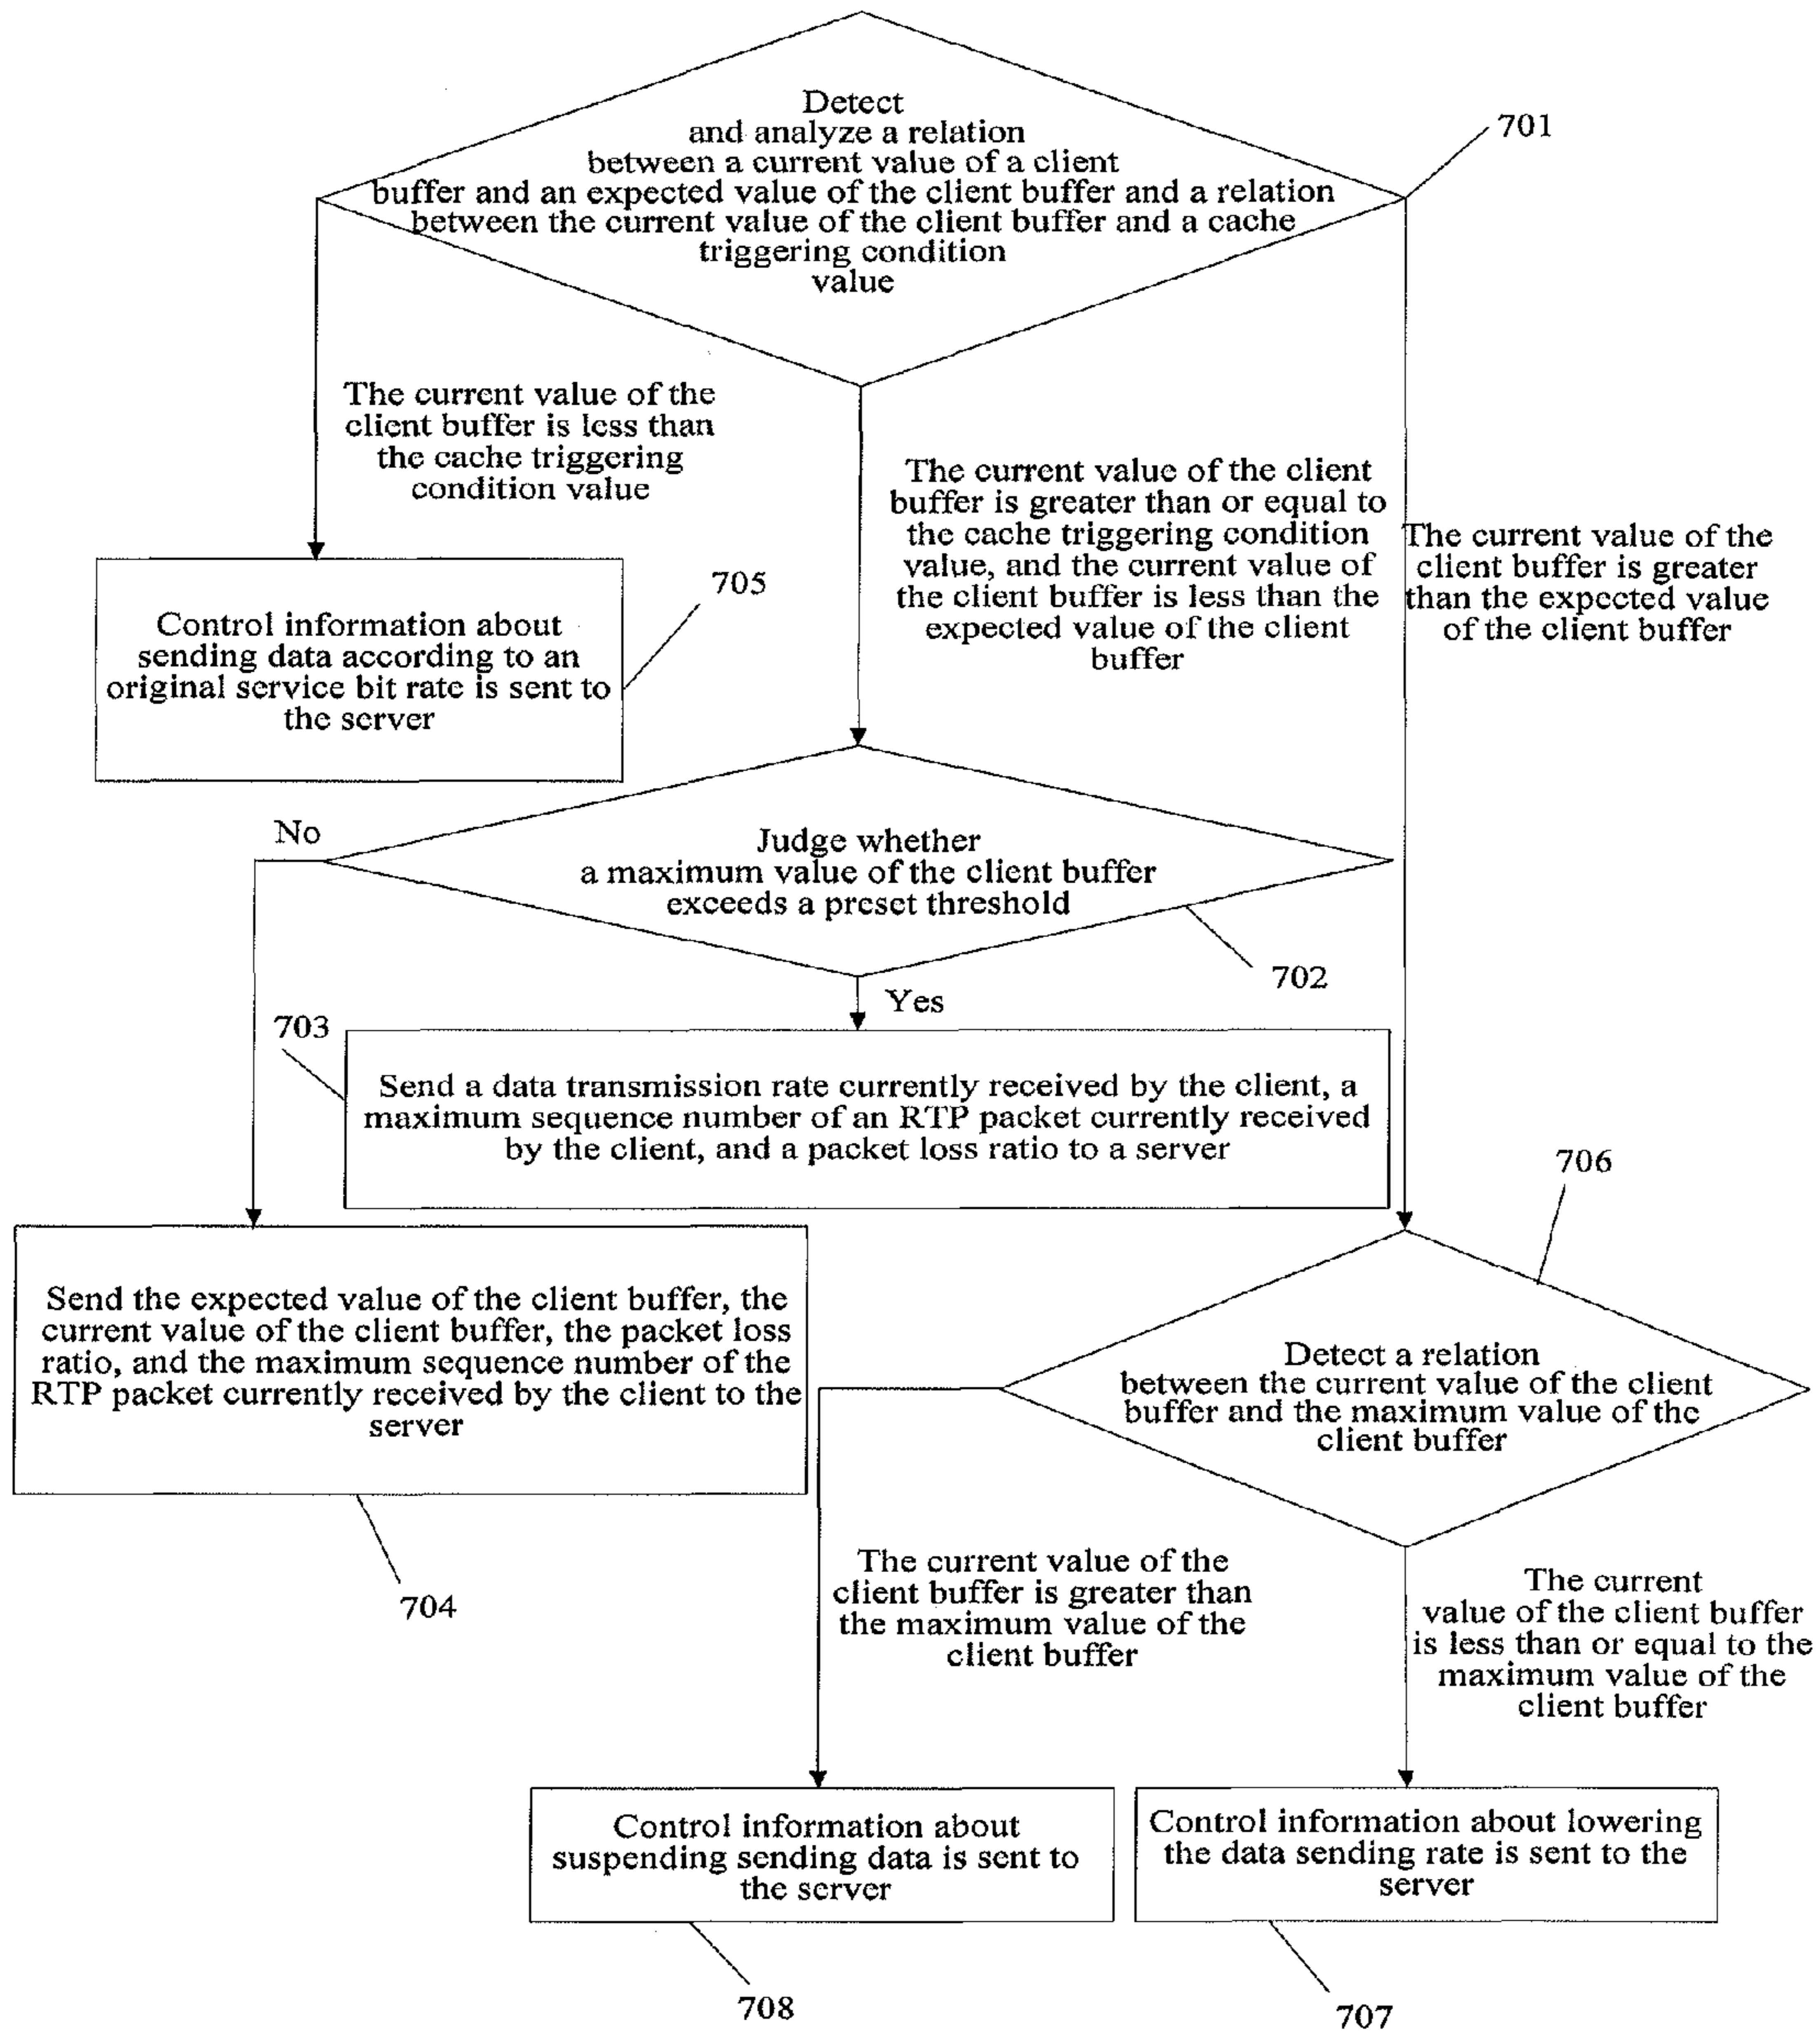 Detect
and analyze a relation
between a current value of a client
buffer and an expected value of the client buffer and a relation
between the current value of the client buffer and a cache
triggering condition
value
701
The current value of the
client buffer is less than
the cache triggering
condition value
The current value of the client
buffer is greater than or equal to
the cache triggering condition
value, and the current value of
the client buffer is less than the
expected value of the client
buffer
The current value of the
client buffer is greater
than the expected value
of the client buffer
705
Control information about
sending data according to an
original service bit rate is sent to
the server
No
Judge whether
a maximum value of the client buffer
exceeds a preset threshold
702
Yes
703
Send a data transmission rate currently received by the client, a
maximum sequence number of an RTP packet currently received
by the client, and a packet loss ratio to a server
706
Send the expected value of the client buffer, the
current value of the client buffer, the packet loss
ratio, and the maximum sequence number of the
RTP packet currently received by the client to the
server
704
Detect a relation
between the current value of the client
buffer and the maximum value of the
client buffer
The current value of the
client buffer is greater than
the maximum value of the
client buffer
The current
value of the client buffer
is less than or equal to the
maximum value of the
client buffer
Control information about
suspending sending data is sent to
the server
708
Control information about lowering
the data sending rate is sent to the
server
707